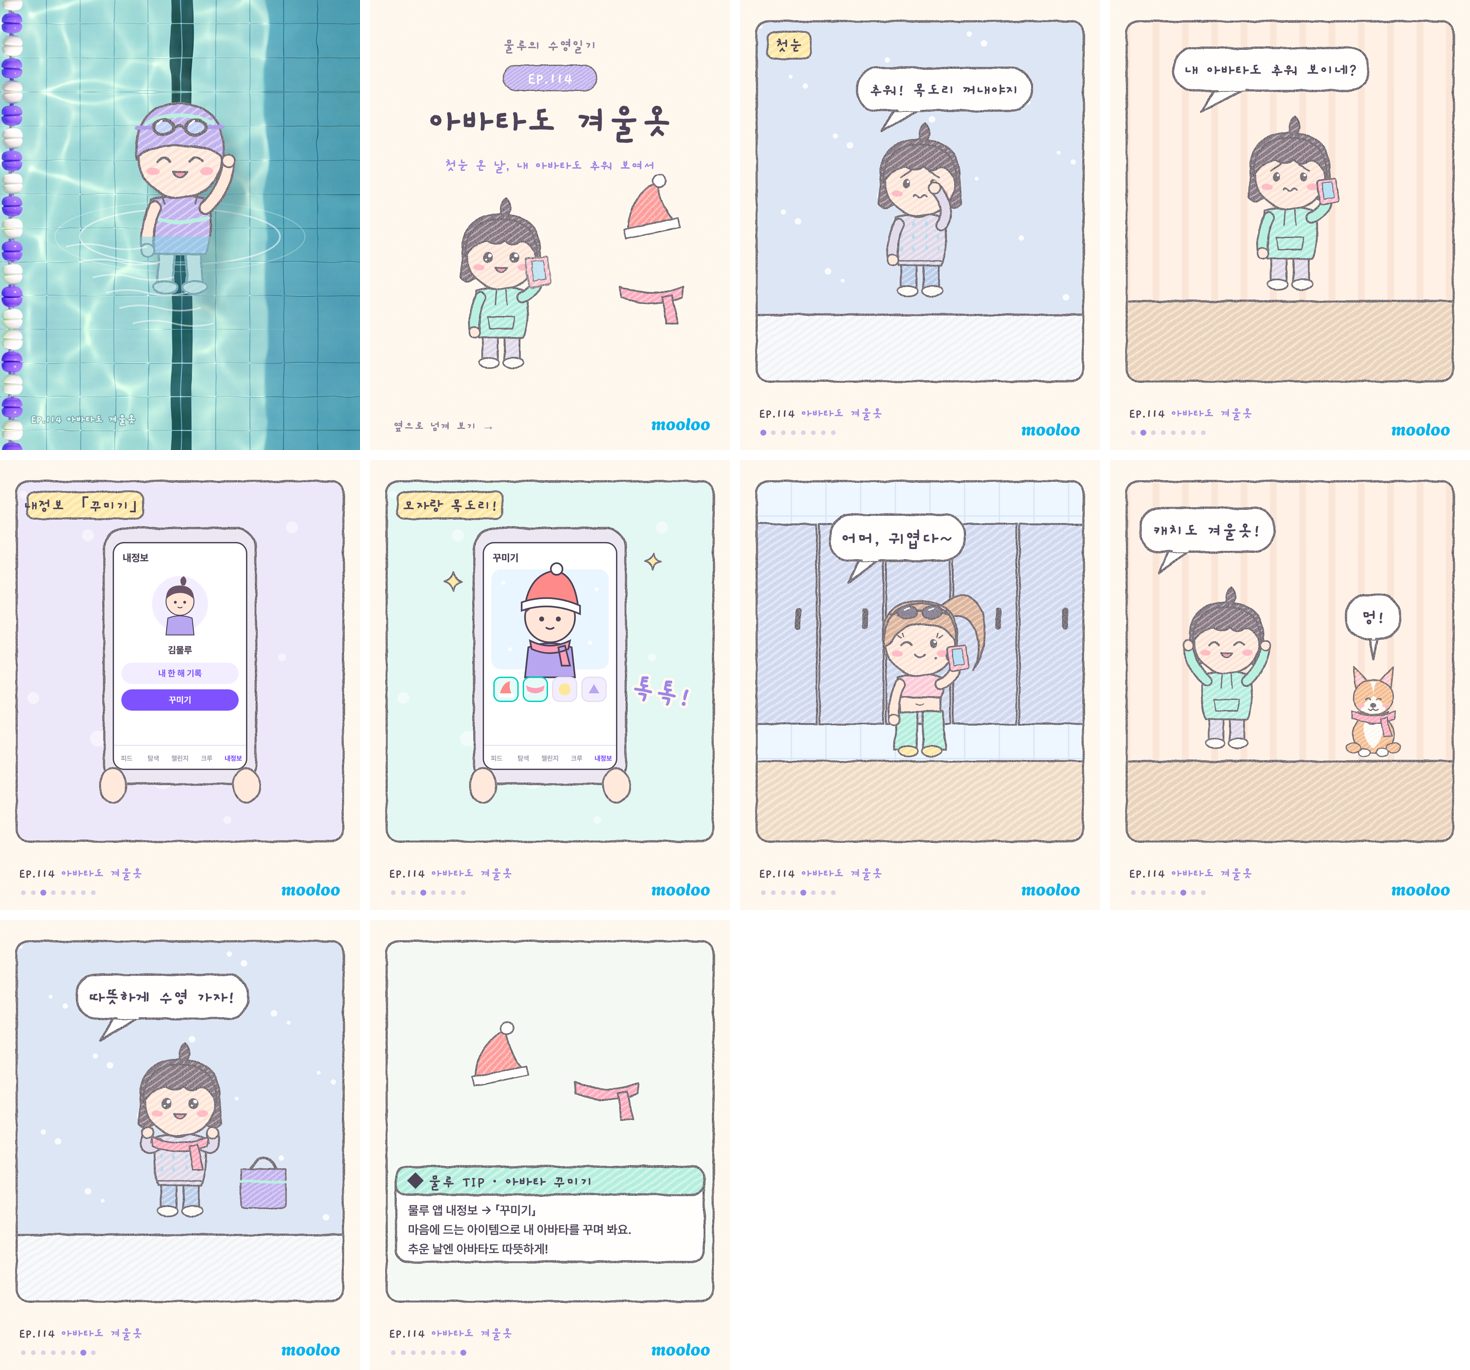 EP.114 아바타도 겨울옷
물루의 수영일기
EP.114
아바타도 겨울옷
첫눈 온 날, 내 아바타도 추워 보여서
옆으로 넘겨 보기 →
mooloo
첫눈
추워! 목도리 꺼내야지
EP.114 아바타도 겨울옷
mooloo
내 아바타도 추워 보이네?
EP.114 아바타도 겨울옷
mooloo
내정보 「꾸미기」
내정보
김물루
내 한 해 기록
꾸미기
피드 탐색 챌린지 크루 내정보
EP.114 아바타도 겨울옷
mooloo
모자랑 목도리!
꾸미기
톡톡!
피드 탐색 챌린지 크루 내정보
EP.114 아바타도 겨울옷
mooloo
어머, 귀엽다~
EP.114 아바타도 겨울옷
mooloo
캐치도 겨울옷!
멍!
EP.114 아바타도 겨울옷
mooloo
따뜻하게 수영 가자!
EP.114 아바타도 겨울옷
mooloo
◆ 물루 TIP · 아바타 꾸미기
물루 앱 내정보 → 「꾸미기」
마음에 드는 아이템으로 내 아바타를 꾸며 봐요.
추운 날엔 아바타도 따뜻하게!
EP.114 아바타도 겨울옷
mooloo